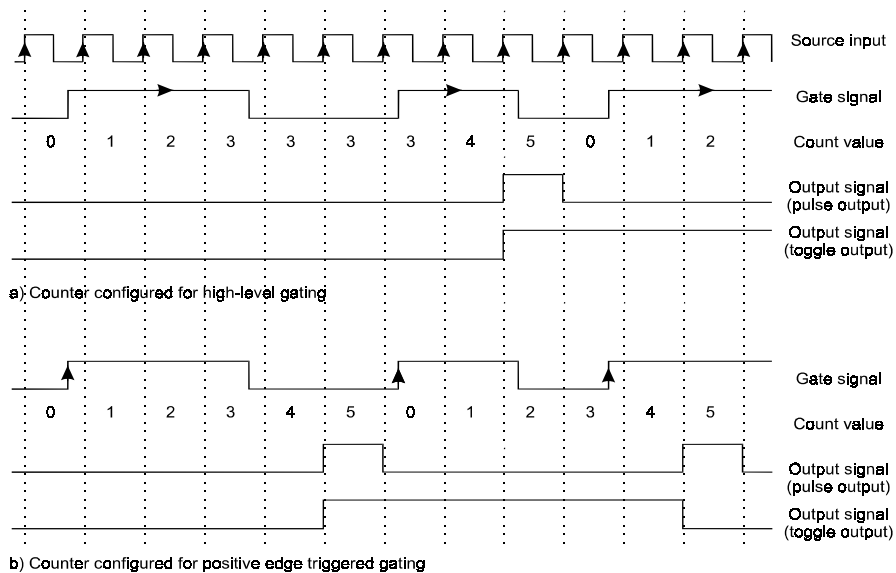 Source input
Gate signal
0 1 2 3 3 3 3 4 5 0 1 2 Count value
Output signal
(pulse output)
Output signal
(toggle output)
a) Counter configured for high-level gating
Gate signal
0 1 2 3 4 5 0 1 2 3 4 5 Count value
Output signal
(pulse output)
Output signal
(toggle output)
b) Counter configured for positive edge triggered gating